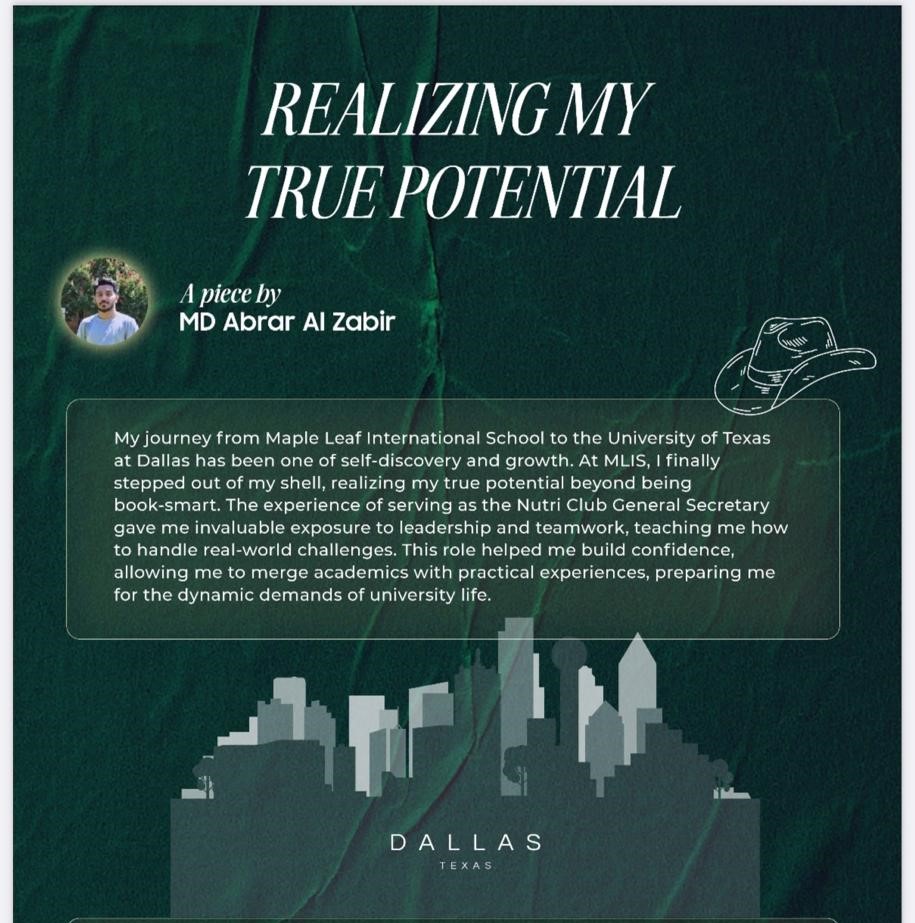 REALIZING MY
TRUE POTENTIAL
A piece by
MD Abrar Al Zabir
My journey from Maple Leaf International School to the University of Texas
at Dallas has been one of self-discovery and growth. At MLIS, I finally
stepped out of my shell, realizing my true potential beyond being
book-smart. The experience of serving as the Nutri Club General Secretary
gave me invaluable exposure to leadership and teamwork, teaching me how
to handle real-world challenges. This role helped me build confidence,
allowing me to merge academics with practical experiences, preparing me
for the dynamic demands of university life.
DALLAS
TEXAS